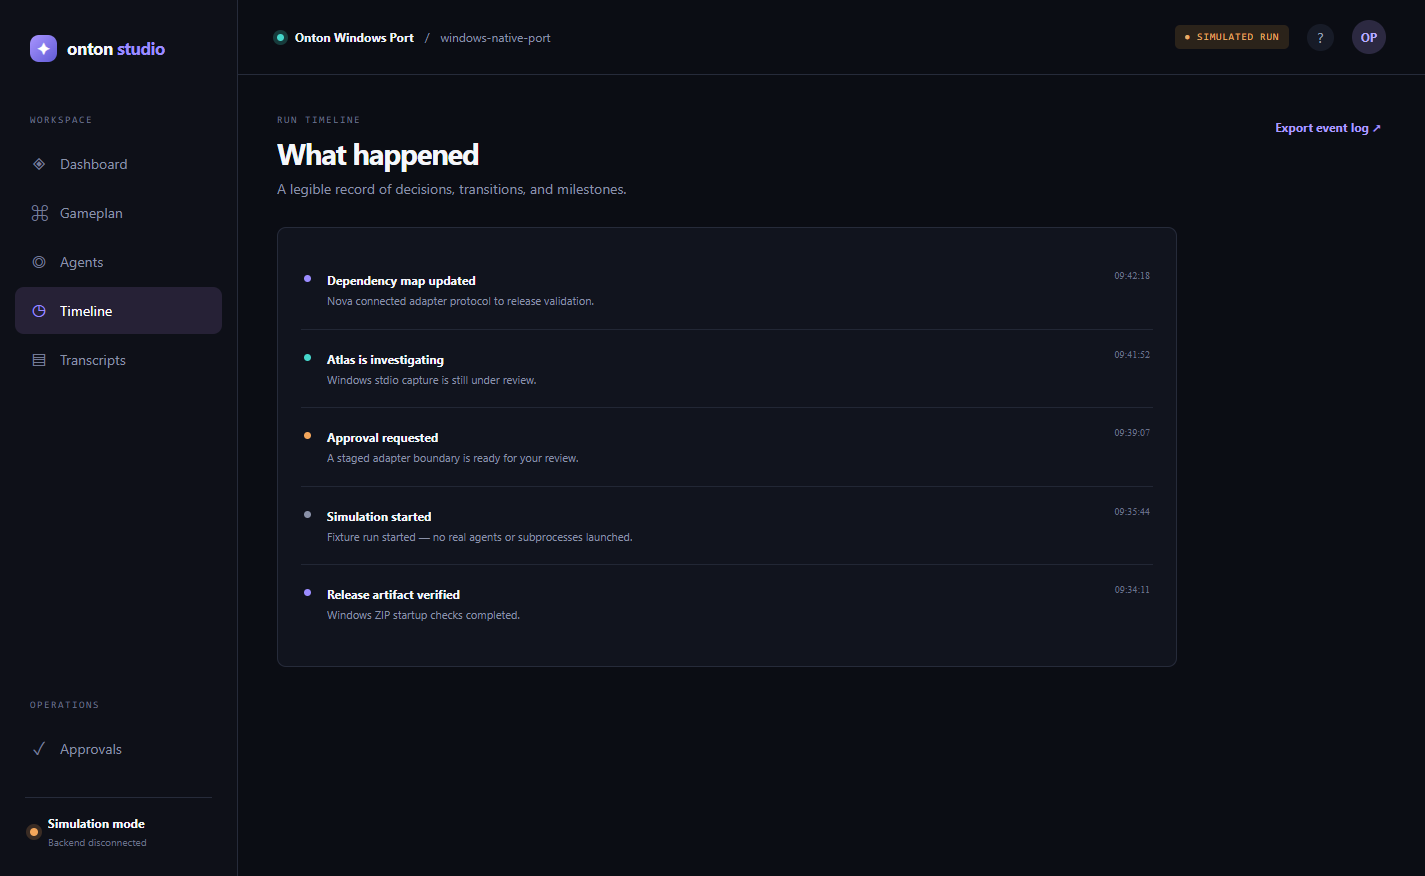 onton studio
WORKSPACE
Dashboard
Gameplan
Agents
Timeline
Transcripts
OPERATIONS
Approvals
Simulation mode
Backend disconnected
Onton Windows Port / windows-native-port
SIMULATED RUN
?
OP
RUN TIMELINE
What happened
A legible record of decisions, transitions, and milestones.
Export event log ↗
Dependency map updated
09:42:18
Nova connected adapter protocol to release validation.
Atlas is investigating
09:41:52
Windows stdio capture is still under review.
Approval requested
09:39:07
A staged adapter boundary is ready for your review.
Simulation started
09:35:44
Fixture run started — no real agents or subprocesses launched.
Release artifact verified
09:34:11
Windows ZIP startup checks completed.